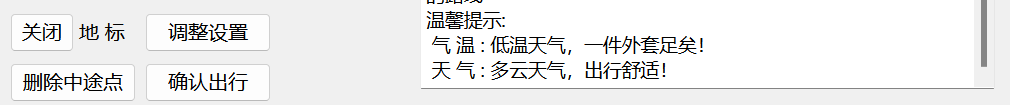 关闭 地 标 调整设置
删除中途点 确认出行
温馨提示:
气 温 : 低温天气，一件外套足矣!
天 气 : 多云天气，出行舒适!